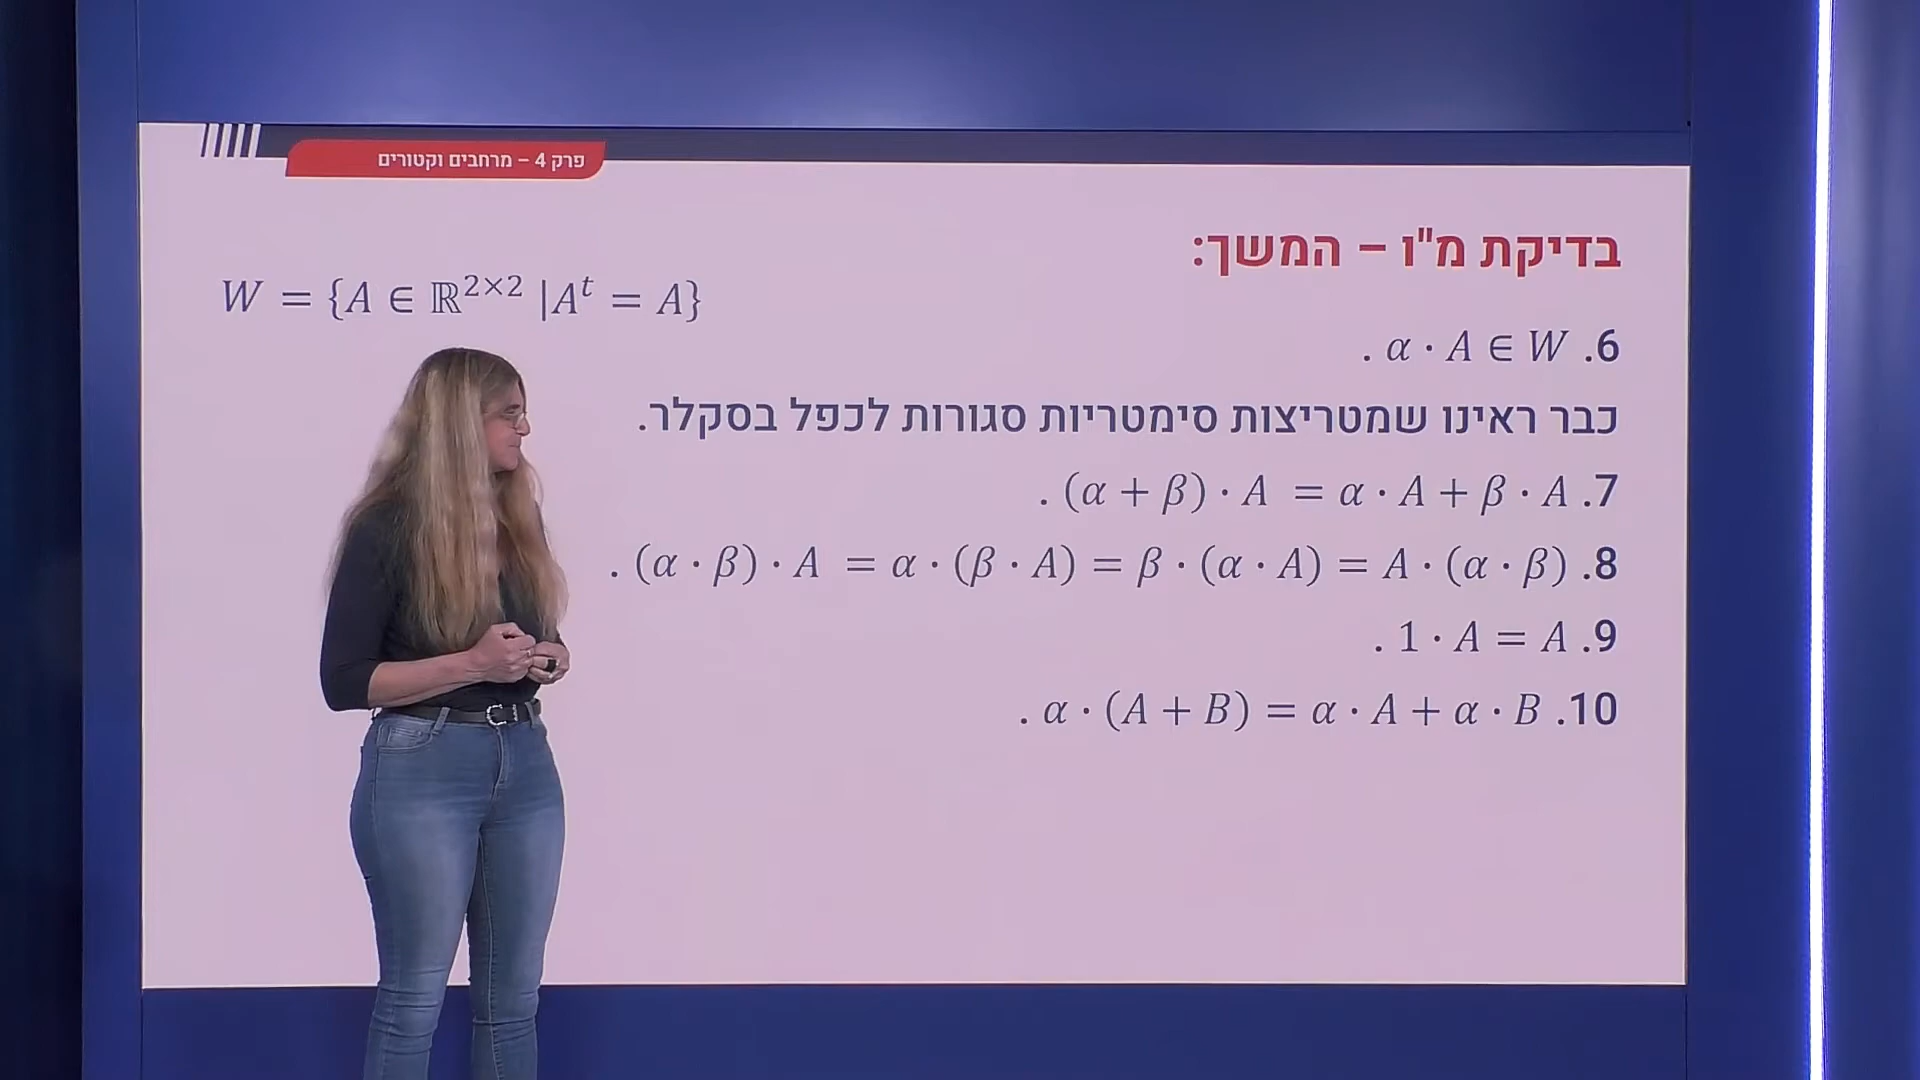 פרק 4 – מרחבים וקטורים
בדיקת מ"ו – המשך:
W = {A ∈ ℝ^{2×2} | A^t = A}
6. α · A ∈ W .
כבר ראינו שמטריצות סימטריות סגורות לכפל בסקלר.
7. (α + β) · A = α · A + β · A .
8. (α · β) · A = α · (β · A) = β · (α · A) = A · (α · β) .
9. 1 · A = A .
10. α · (A + B) = α · A + α · B .